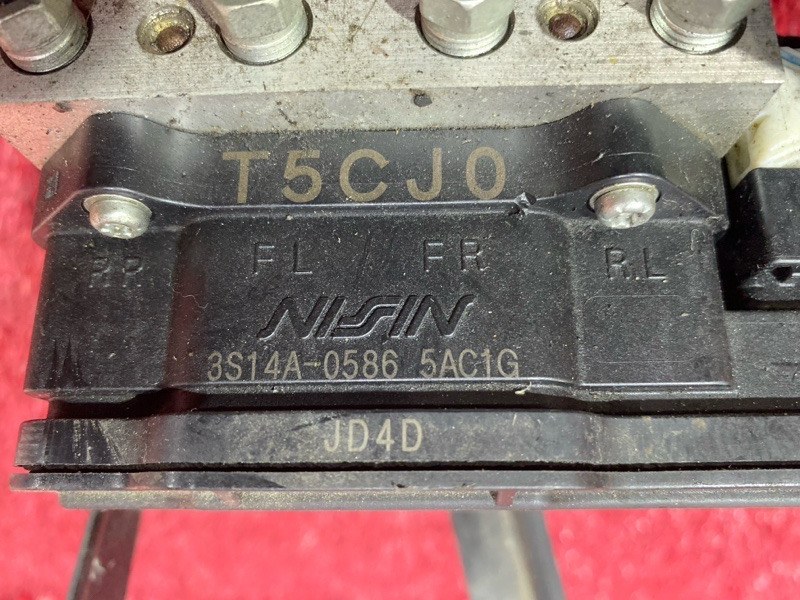 T5CJ0
RR FL / FR RL
NISSIN
3S14A-0586 5AC1G
JD4D